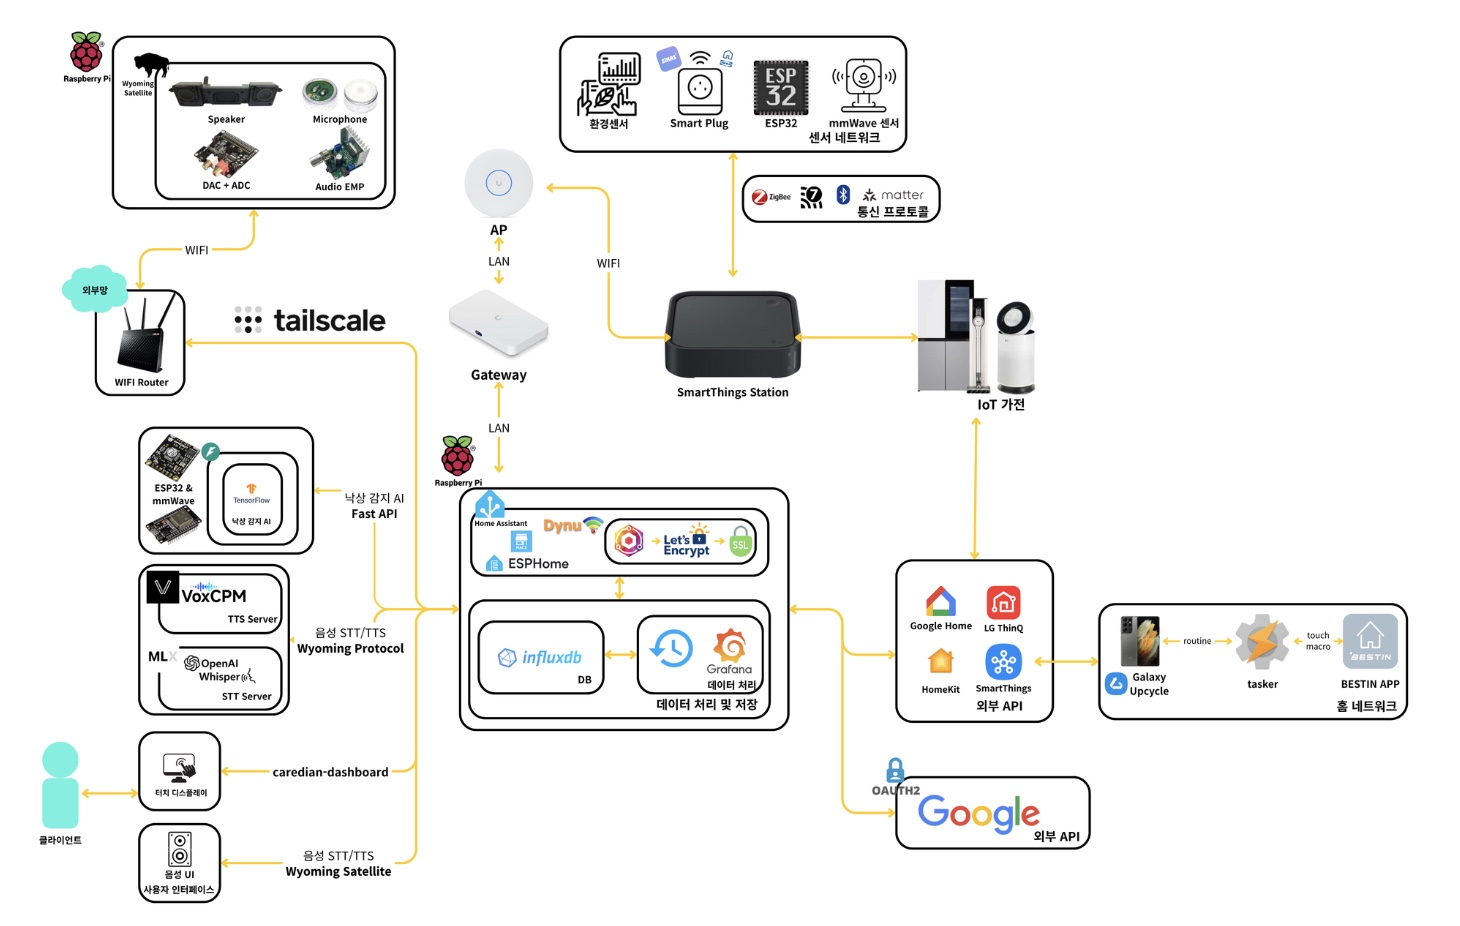 Raspberry Pi
Wyoming
Satellite
Speaker
Microphone
DAC + ADC
Audio EMP
WIFI
외부망
WIFI Router
tailscale
AP
LAN
Gateway
LAN
WIFI
환경센서
Smart Plug
ESP
32
ESP32
mmWave 센서
센서 네트워크
ZigBee
7
matter
통신 프로토콜
SmartThings Station
IoT 가전
ESP32 &
mmWave
TensorFlow
낙상 감지 AI
낙상 감지 AI
Fast API
VoxCPM
TTS Server
MLX
OpenAI
Whisper
STT Server
음성 STT/TTS
Wyoming Protocol
Raspberry Pi
Home Assistant
HACS
Dynu
Let's
Encrypt
SSL
ESPHome
influxdb
DB
Grafana
데이터 처리
데이터 처리 및 저장
Google Home
LG ThinQ
HomeKit
SmartThings
외부 API
Galaxy
Upcycle
routine
tasker
touch
macro
BESTIN
BESTIN APP
홈 네트워크
OAUTH2
Google
외부 API
클라이언트
터치 디스플레이
caredian-dashboard
음성 UI
사용자 인터페이스
음성 STT/TTS
Wyoming Satellite